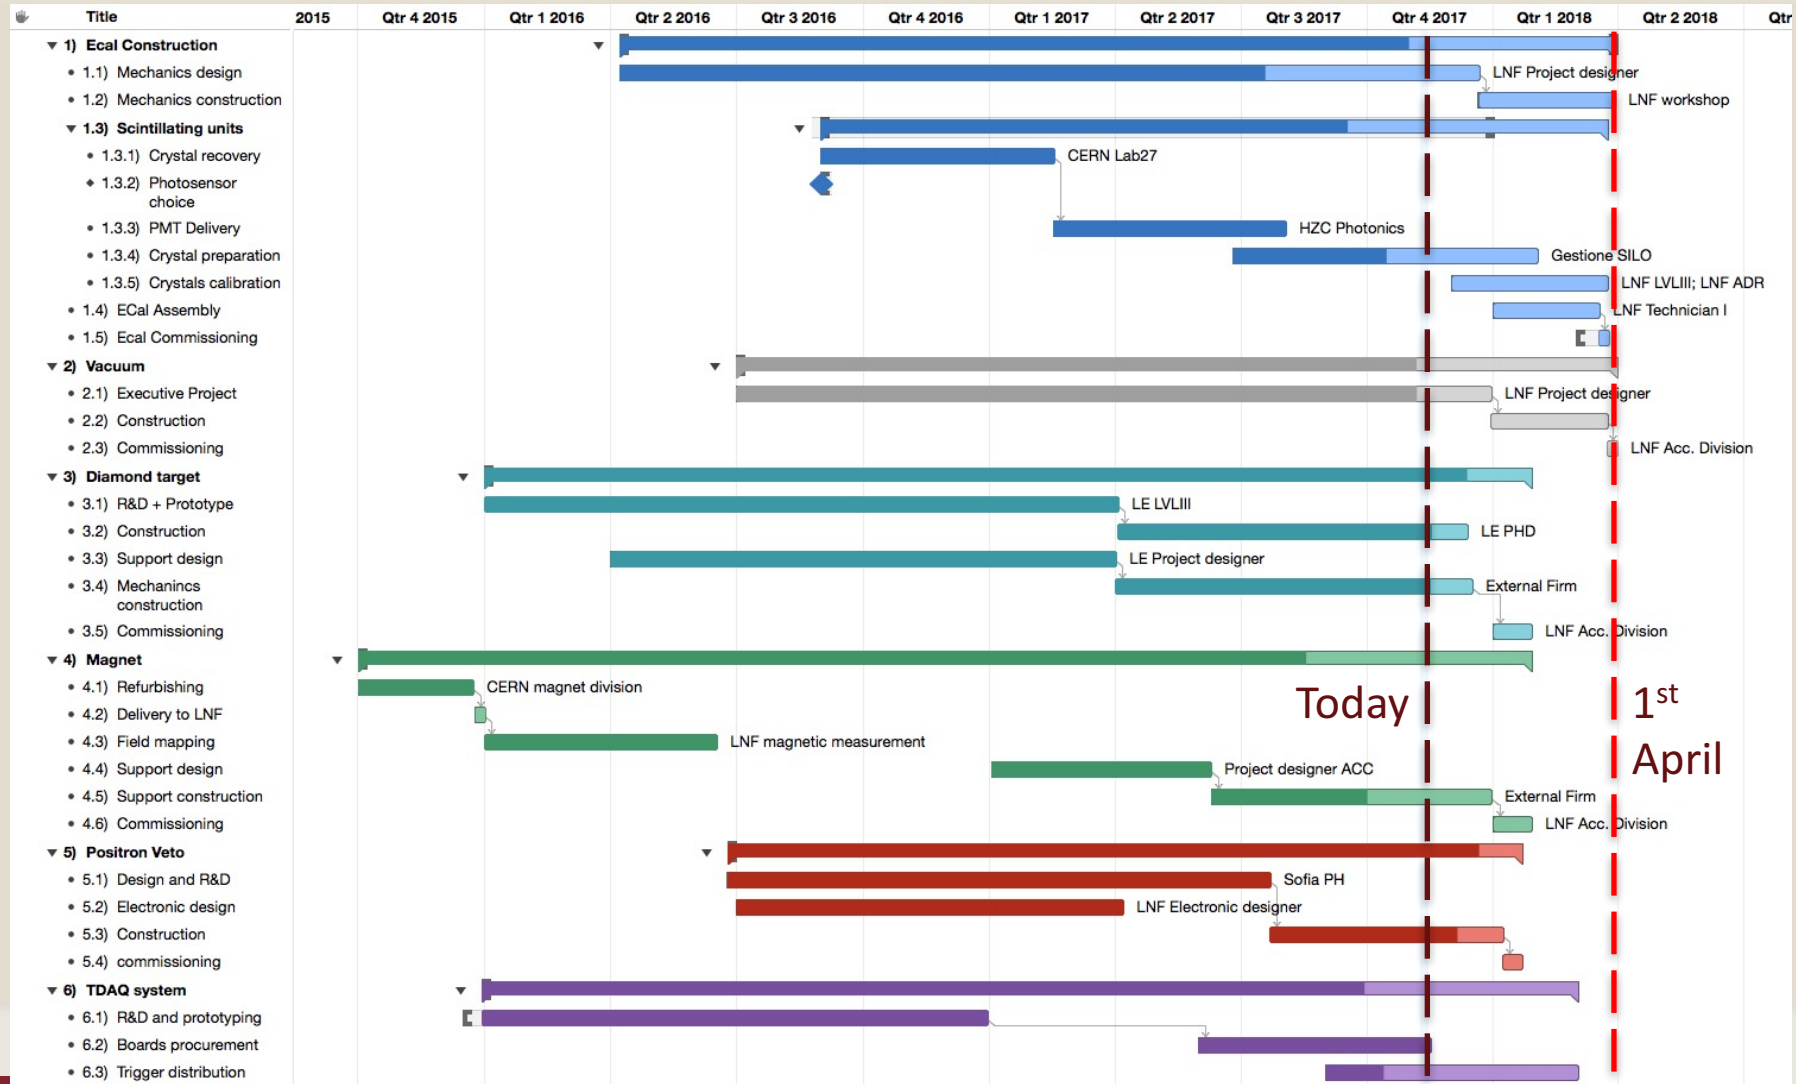 Title 2015 Qtr 4 2015 Qtr 1 2016 Qtr 2 2016 Qtr 3 2016 Qtr 4 2016 Qtr 1 2017 Qtr 2 2017 Qtr 3 2017 Qtr 4 2017 Qtr 1 2018 Qtr 2 2018 Qtr
1) Ecal Construction
1.1) Mechanics design LNF Project designer
1.2) Mechanics construction LNF workshop
1.3) Scintillating units
1.3.1) Crystal recovery CERN Lab27
1.3.2) Photosensor
choice
1.3.3) PMT Delivery HZC Photonics
1.3.4) Crystal preparation Gestione SILO
1.3.5) Crystals calibration LNF LVLIII; LNF ADR
1.4) ECal Assembly LNF Technician I
1.5) Ecal Commissioning
2) Vacuum
2.1) Executive Project LNF Project designer
2.2) Construction
2.3) Commissioning LNF Acc. Division
3) Diamond target
3.1) R&D + Prototype LE LVLIII
3.2) Construction LE PHD
3.3) Support design LE Project designer
3.4) Mechanincs External Firm
construction
3.5) Commissioning LNF Acc. Division
4) Magnet
4.1) Refurbishing CERN magnet division
4.2) Delivery to LNF
4.3) Field mapping LNF magnetic measurement
4.4) Support design Project designer ACC
4.5) Support construction External Firm
4.6) Commissioning LNF Acc. Division
5) Positron Veto
5.1) Design and R&D Sofia PH
5.2) Electronic design LNF Electronic designer
5.3) Construction
5.4) commissioning
6) TDAQ system
6.1) R&D and prototyping
6.2) Boards procurement
6.3) Trigger distribution
Today
1st
April